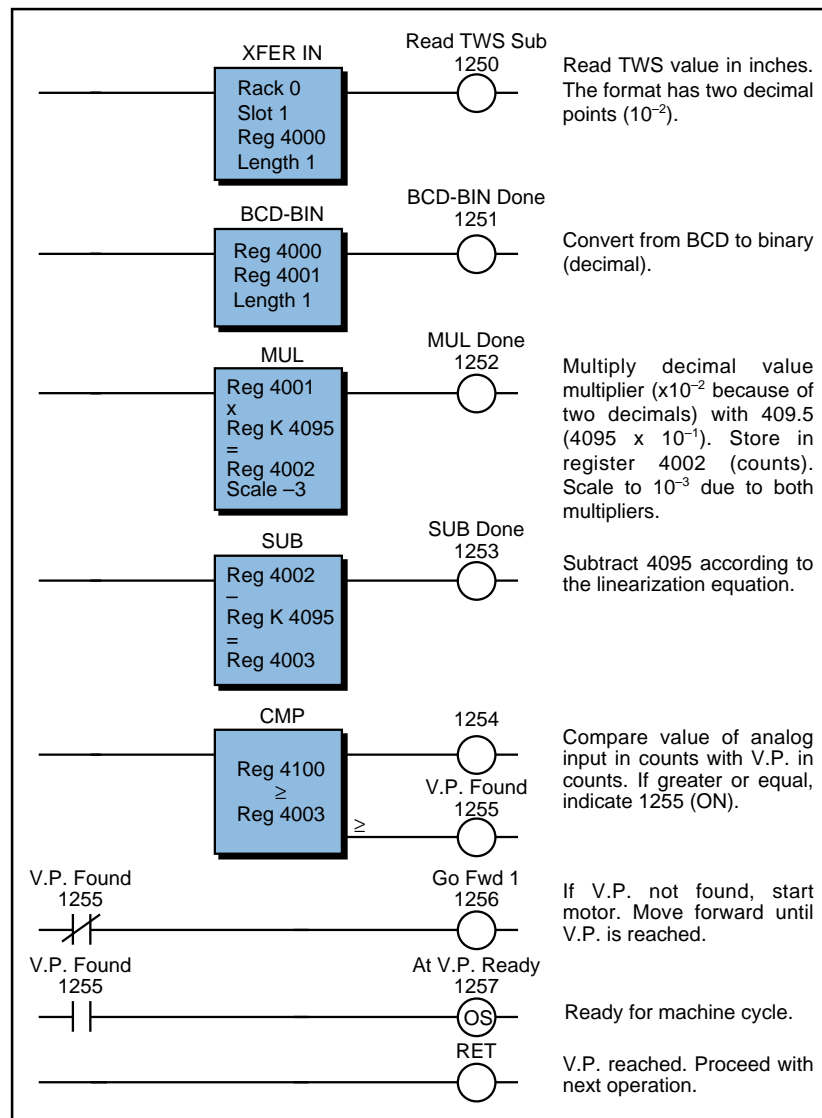 XFER IN
Read TWS Sub
1250
Rack 0
Slot 1
Reg 4000
Length 1
Read TWS value in inches.
The format has two decimal
points (10⁻²).
BCD-BIN
BCD-BIN Done
1251
Reg 4000
Reg 4001
Length 1
Convert from BCD to binary
(decimal).
MUL
MUL Done
1252
Reg 4001
x
Reg K 4095
=
Reg 4002
Scale –3
Multiply decimal value
multiplier (x10⁻² because of
two decimals) with 409.5
(4095 x 10⁻¹). Store in
register 4002 (counts).
Scale to 10⁻³ due to both
multipliers.
SUB
SUB Done
1253
Reg 4002
–
Reg K 4095
=
Reg 4003
Subtract 4095 according to
the linearization equation.
CMP
1254
Reg 4100
≥
Reg 4003
V.P. Found
1255
≥
Compare value of analog
input in counts with V.P. in
counts. If greater or equal,
indicate 1255 (ON).
V.P. Found
1255
Go Fwd 1
1256
If V.P. not found, start
motor. Move forward until
V.P. is reached.
V.P. Found
1255
At V.P. Ready
1257
OS
Ready for machine cycle.
RET
V.P. reached. Proceed with
next operation.